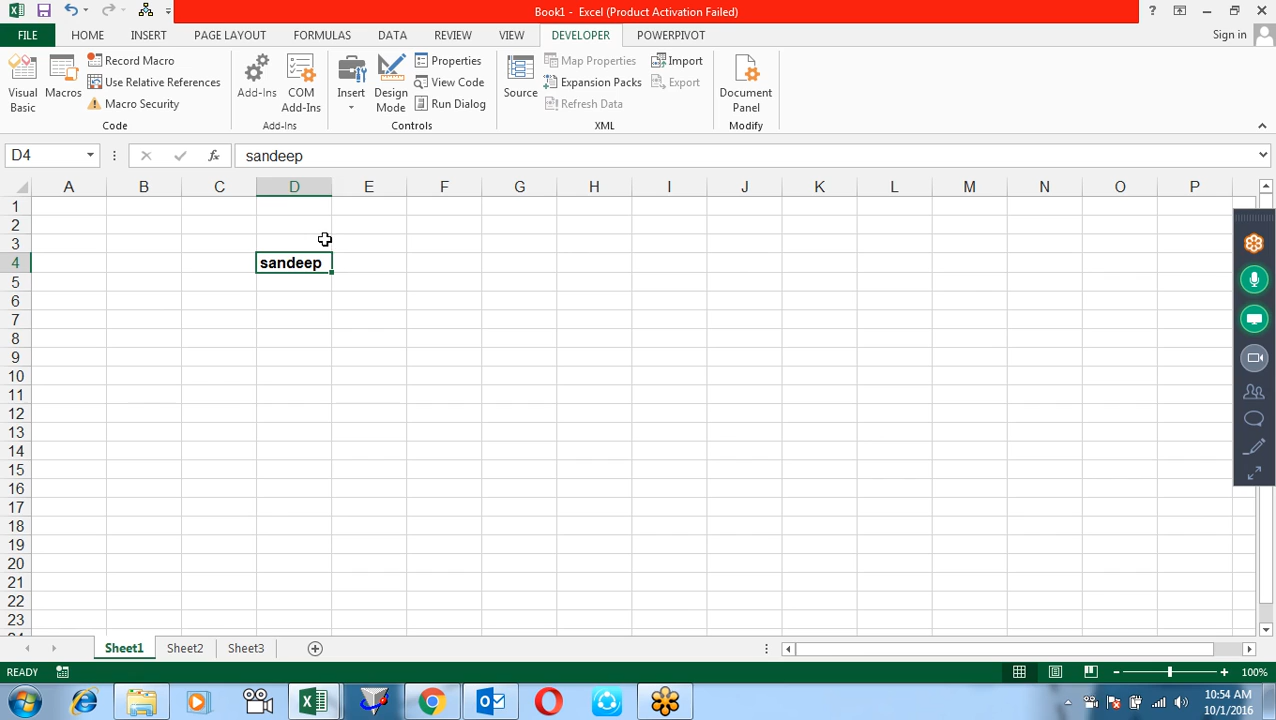 Book1 - Excel (Product Activation Failed)
FILE HOME INSERT PAGE LAYOUT FORMULAS DATA REVIEW VIEW DEVELOPER POWERPIVOT Sign in
Visual Basic
Macros
Record Macro
Use Relative References
Macro Security
Code
Add-Ins
COM Add-Ins
Add-Ins
Insert
Design Mode
Properties
View Code
Run Dialog
Controls
Source
Map Properties
Expansion Packs
Refresh Data
Import
Export
XML
Document Panel
Modify
D4 fx sandeep
A B C D E F G H I J K L M N O P
1
2
3
4 sandeep
5
6
7
8
9
10
11
12
13
14
15
16
17
18
19
20
21
22
23
Sheet1 Sheet2 Sheet3
READY 100%
10:54 AM
10/1/2016